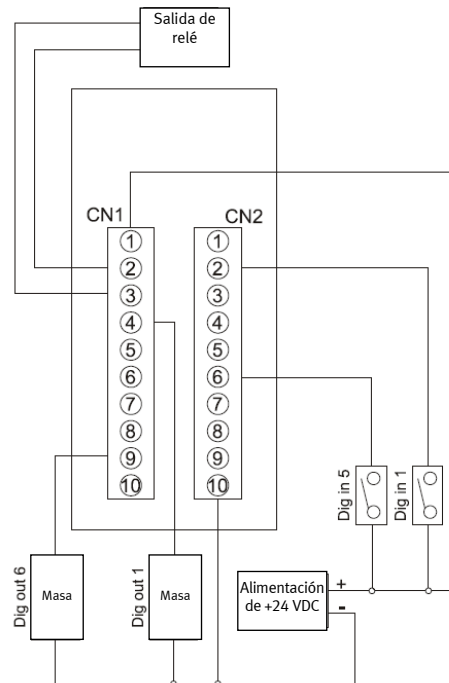 Salida de
relé
CN1
CN2
1
2
3
4
5
6
7
8
9
10
1
2
3
4
5
6
7
8
9
10
Dig in 5
Dig in 1
Dig out 6
Masa
Dig out 1
Masa
Alimentación
de +24 VDC
+
-